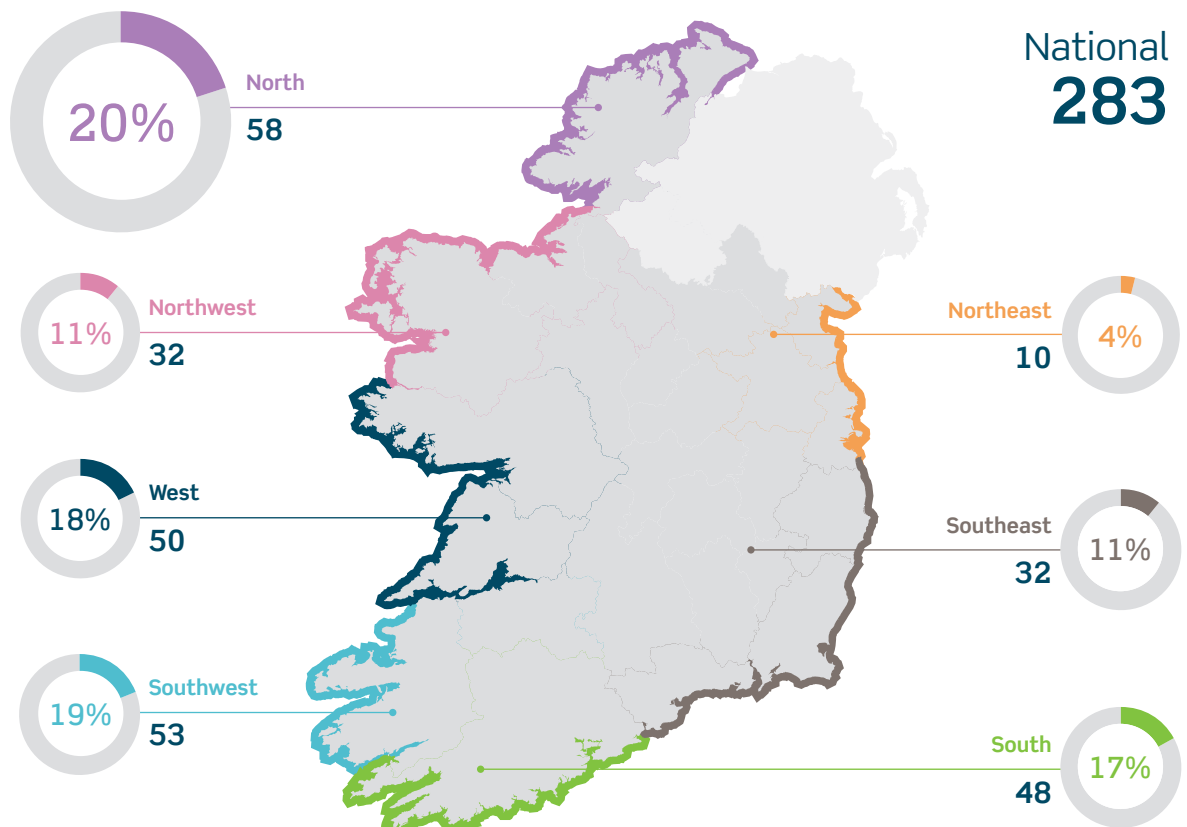 National
283
20%
North
58
11%
Northwest
32
18%
West
50
19%
Southwest
53
Northeast
10
4%
Southeast
32
11%
South
48
17%